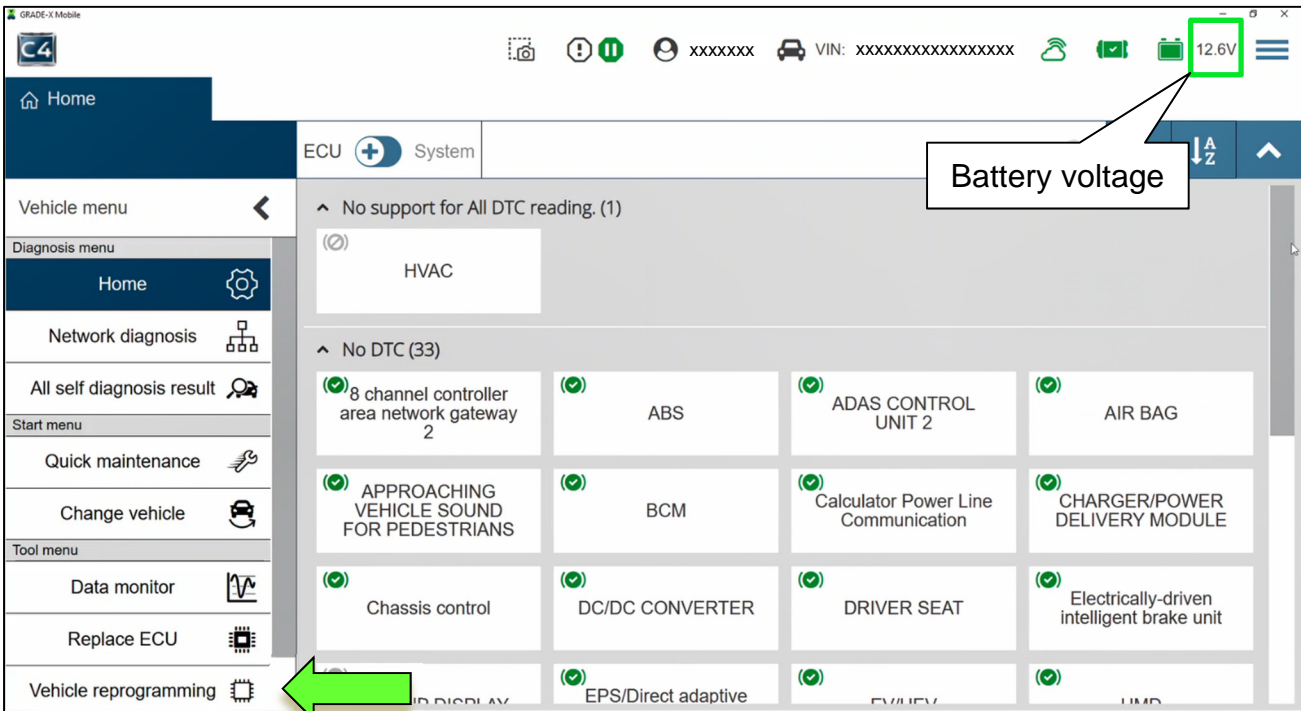 GRADE-X Mobile
C4
xxxxxxx
VIN: xxxxxxxxxxxxxxxxx
12.6V
Home
ECU
System
A
Z
Battery voltage
Vehicle menu
No support for All DTC reading. (1)
Diagnosis menu
HVAC
Home
Network diagnosis
No DTC (33)
All self diagnosis result
8 channel controller
area network gateway
2
ABS
ADAS CONTROL
UNIT 2
AIR BAG
Start menu
Quick maintenance
APPROACHING
VEHICLE SOUND
FOR PEDESTRIANS
BCM
Calculator Power Line
Communication
CHARGER/POWER
DELIVERY MODULE
Change vehicle
Tool menu
Data monitor
Chassis control
DC/DC CONVERTER
DRIVER SEAT
Electrically-driven
intelligent brake unit
Replace ECU
Vehicle reprogramming
DISPLAY
EPS/Direct adaptive
EV/HEV